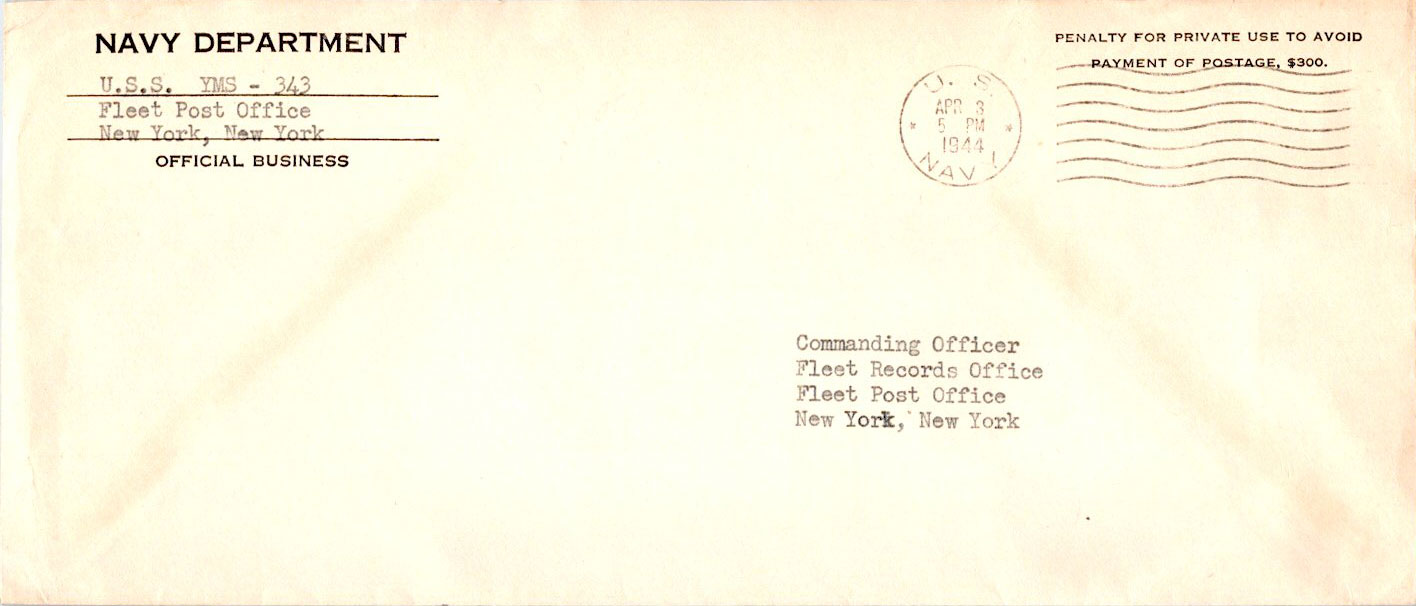 NAVY DEPARTMENT
U.S.S. YMS - 343
Fleet Post Office
New York, New York
OFFICIAL BUSINESS
PENALTY FOR PRIVATE USE TO AVOID
PAYMENT OF POSTAGE, $300.
U. S.
APR 3
5 PM
1944
NAVY
Commanding Officer
Fleet Records Office
Fleet Post Office
New York, New York